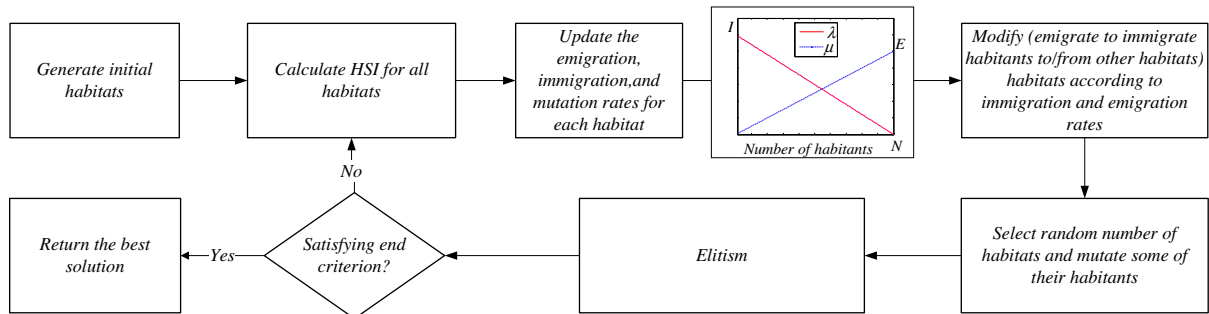 Generate initial
habitats
Calculate HSI for all
habitats
Update the
emigration,
immigration,and
mutation rates for
each habitat
I
λ
μ
E
Number of habitants
N
Modify (emigrate to immigrate
habitants to/from other habitats)
habitats according to
immigration and emigration
rates
No
Return the best
solution
Yes
Satisfying end
criterion?
Elitism
Select random number of
habitats and mutate some of
their habitants